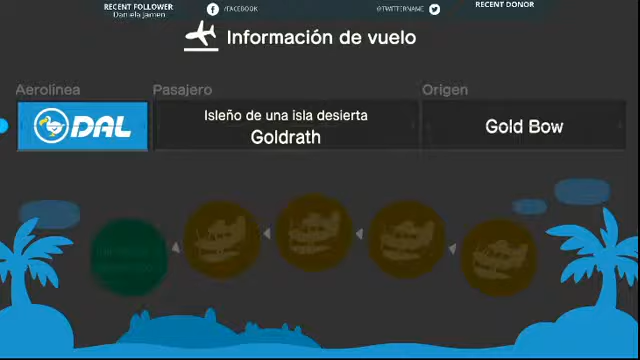 RECENT FOLLOWER
Daniela Jamen
/FACEBOOK
@TWITTERNAME
RECENT DONOR
Información de vuelo
Aerolínea
Pasajero
Origen
DAL
Isleño de una isla desierta
Goldrath
Gold Bow